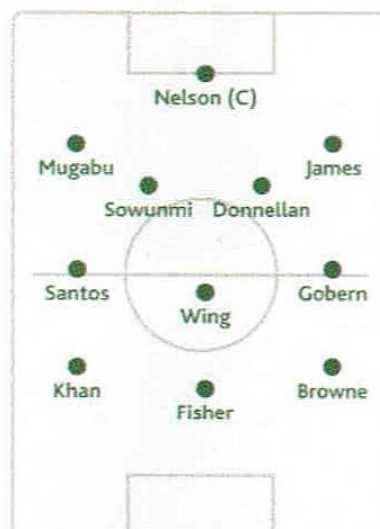 Nelson (C)
Mugabu
James
Sowunmi
Donnellan
Santos
Gobern
Wing
Khan
Browne
Fisher